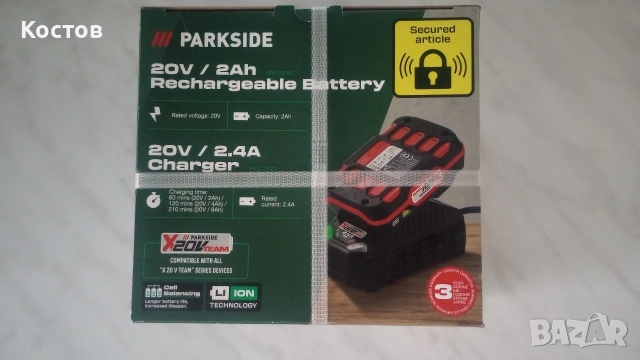 Костов
PARKSIDE
Secured
article
20V / 2Ah
Rechargeable Battery
Rated voltage: 20V
Capacity: 2Ah
20V / 2.4A
Charger
Charging time:
60 mins (20V / 2Ah) /
120 mins (20V / 4Ah) /
210 mins (20V / 8Ah)
Rated
current: 2.4A
PARKSIDE
X20V TEAM
COMPATIBLE WITH ALL
"X 20 V TEAM" SERIES DEVICES
Cell
Balancing
Longer battery life,
increased lifespan.
LI ION
TECHNOLOGY
3
BAZAR.bg